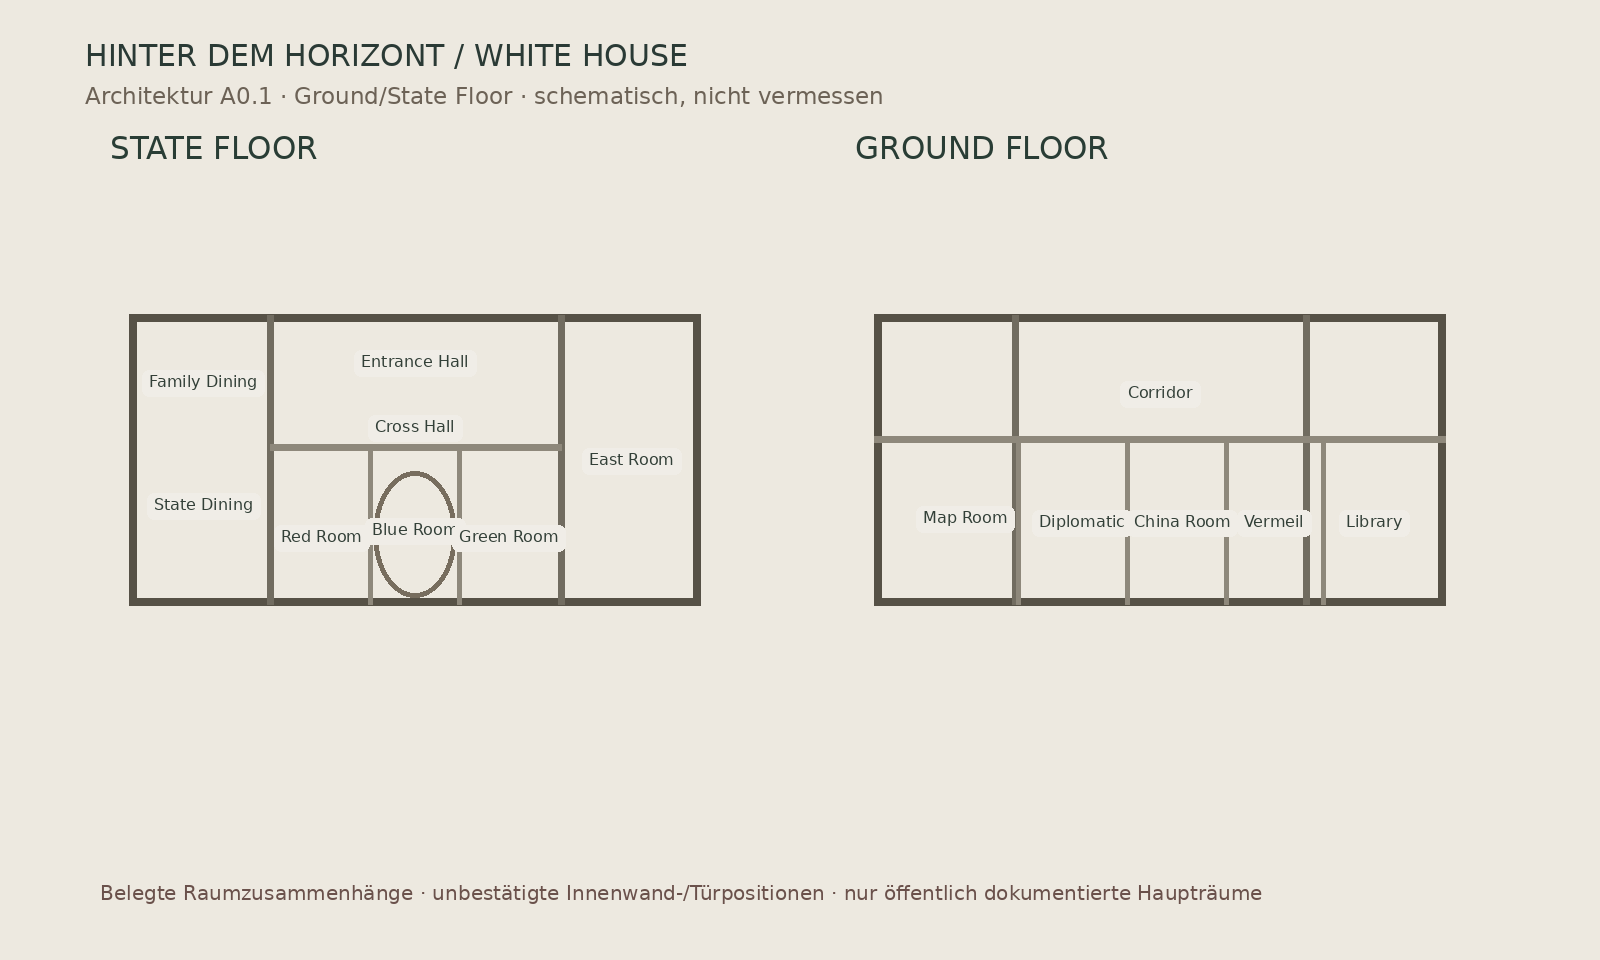 HINTER DEM HORIZONT / WHITE HOUSE
Architektur A0.1 · Ground/State Floor · schematisch, nicht vermessen
STATE FLOOR
Family Dining
Entrance Hall
Cross Hall
East Room
State Dining
Red Room
Blue Room
Green Room
GROUND FLOOR
Corridor
Map Room
Diplomatic
China Room
Vermeil
Library
Belegte Raumzusammenhänge · unbestätigte Innenwand-/Türpositionen · nur öffentlich dokumentierte Haupträume